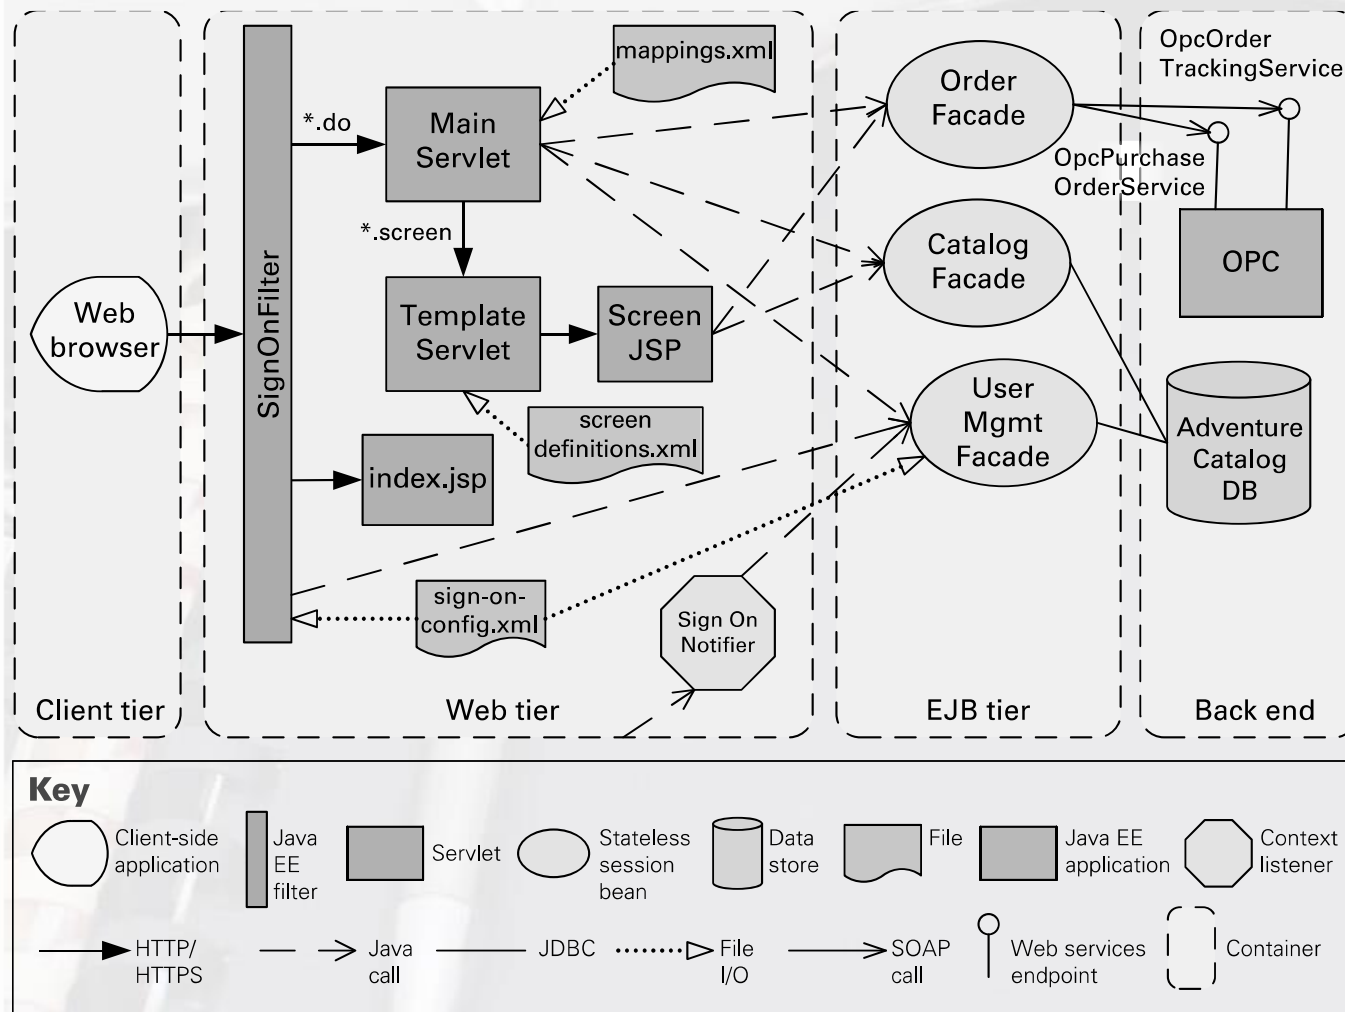 mappings.xml
Order
Facade
OpcOrder
TrackingService
*.do
Main
Servlet
OpcPurchase
OrderService
*.screen
Catalog
Facade
OPC
SignOnFilter
Web
browser
Template
Servlet
Screen
JSP
User
Mgmt
Facade
screen
definitions.xml
Adventure
Catalog
DB
index.jsp
sign-on-
config.xml
Sign On
Notifier
Client tier
Web tier
EJB tier
Back end
Key
Client-side
application
Java
EE
filter
Servlet
Stateless
session
bean
Data
store
File
Java EE
application
Context
listener
HTTP/
HTTPS
Java
call
JDBC
File
I/O
SOAP
call
Web services
endpoint
Container